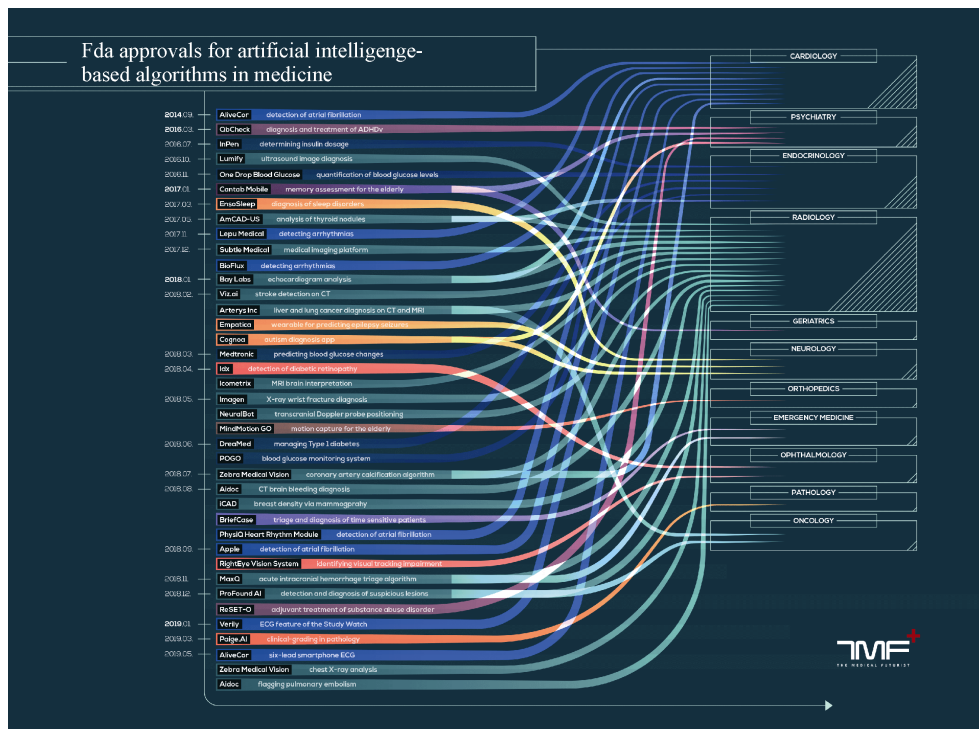 Fda approvals for artificial intelligenge-
based algorithms in medicine
2014.09. AliveCor detection of atrial fibrillation
2016.03. QbCheck diagnosis and treatment of ADHDv
2016.07. InPen determining insulin dosage
2016.10. Lumify ultrasound image diagnosis
2016.11. One Drop Blood Glucose quantification of blood glucose levels
2017.01. Cantab Mobile memory assessment for the elderly
2017.03. EnsoSleep diagnosis of sleep disorders
2017.05. AmCAD-US analysis of thyroid nodules
2017.11. Lepu Medical detecting arrhythmias
2017.12. Subtle Medical medical imaging platform
BioFlux detecting arrhythmias
2018.01. Bay Labs echocardiogram analysis
2018.02. Viz.ai stroke detection on CT
Arterys Inc liver and lung cancer diagnosis on CT and MRI
Empatica wearable for predicting epilepsy seizures
Cognoa autism diagnosis app
2018.03. Medtronic predicting blood glucose changes
2018.04. Idx detection of diabetic retinopathy
Icometrix MRI brain interpretation
2018.05. Imagen X-ray wrist fracture diagnosis
NeuralBot transcranial Doppler probe positioning
MindMotion GO motion capture for the elderly
2018.06. DreaMed managing Type 1 diabetes
POGO blood glucose monitoring system
2018.07. Zebra Medical Vision coronary artery calcification algorithm
2018.08. Aidoc CT brain bleeding diagnosis
iCAD breast density via mammogprahy
BriefCase triage and diagnosis of time sensitive patients
PhysiQ Heart Rhythm Module detection of atrial fibrillation
2018.09. Apple detection of atrial fibrillation
RightEye Vision System identifying visual tracking impairment
2018.11. MaxQ acute intracranial hemorrhage triage algorithm
2018.12. ProFound AI detection and diagnosis of suspicious lesions
ReSET-O adjuvant treatment of substance abuse disorder
2019.01. Verily ECG feature of the Study Watch
2019.03. Paige.AI clinical-grading in pathology
2019.05. AliveCor six-lead smartphone ECG
Zebra Medical Vision chest X-ray analysis
Aidoc flagging pulmonary embolism
CARDIOLOGY
PSYCHIATRY
ENDOCRINOLOGY
RADIOLOGY
GERIATRICS
NEUROLOGY
ORTHOPEDICS
EMERGENCY MEDICINE
OPHTHALMOLOGY
PATHOLOGY
ONCOLOGY
TMF+
THE MEDICAL FUTURIST